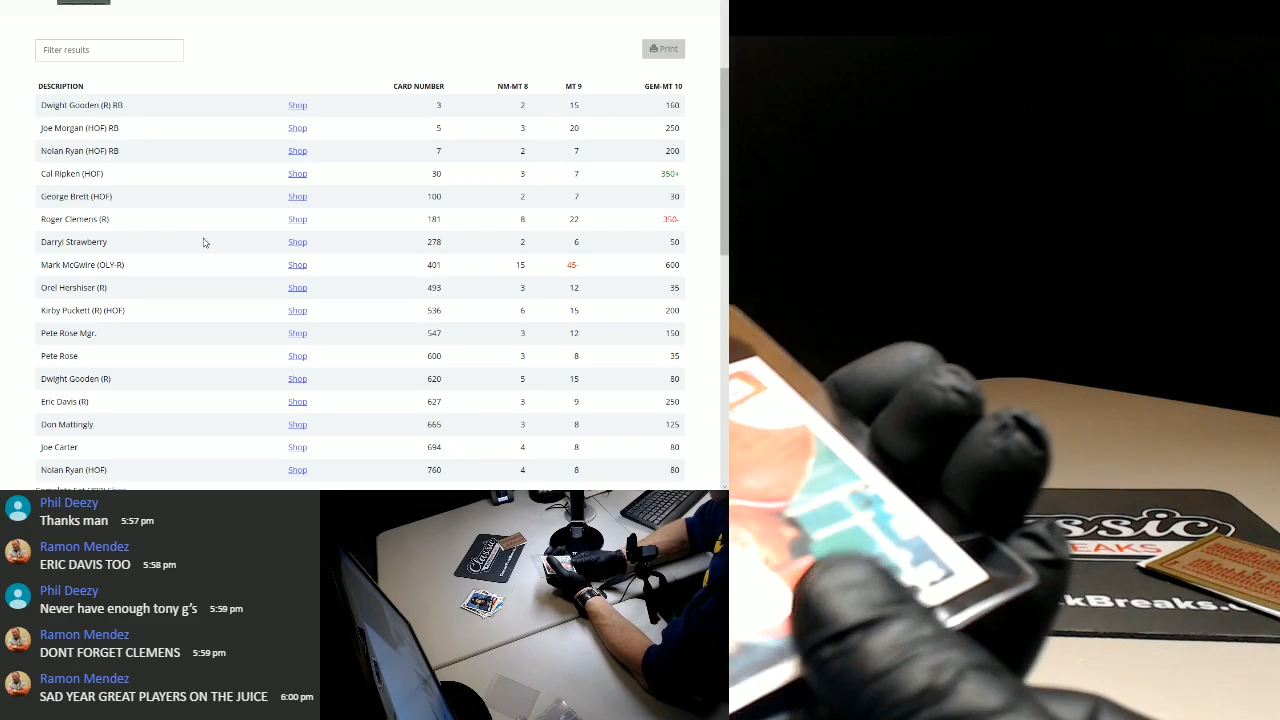 Filter results
Print
DESCRIPTION CARD NUMBER NM-MT 8 MT 9 GEM-MT 10
Dwight Gooden (R) RB Shop 3 2 15 160
Joe Morgan (HOF) RB Shop 5 3 20 250
Nolan Ryan (HOF) RB Shop 7 2 7 200
Cal Ripken (HOF) Shop 30 3 7 350+
George Brett (HOF) Shop 100 2 7 30
Roger Clemens (R) Shop 181 8 22 350-
Darryl Strawberry Shop 278 2 6 50
Mark McGwire (OLY-R) Shop 401 15 45- 600
Orel Hershiser (R) Shop 493 3 12 35
Kirby Puckett (R) (HOF) Shop 536 6 15 200
Pete Rose Mgr. Shop 547 3 12 150
Pete Rose Shop 600 3 8 35
Dwight Gooden (R) Shop 620 5 15 80
Eric Davis (R) Shop 627 3 9 250
Don Mattingly Shop 665 3 8 125
Joe Carter Shop 694 4 8 80
Nolan Ryan (HOF) Shop 760 4 8 80
Phil Deezy
Thanks man 5:57 pm
Ramon Mendez
ERIC DAVIS TOO 5:58 pm
Phil Deezy
Never have enough tony g's 5:59 pm
Ramon Mendez
DONT FORGET CLEMENS 5:59 pm
Ramon Mendez
SAD YEAR GREAT PLAYERS ON THE JUICE 6:00 pm